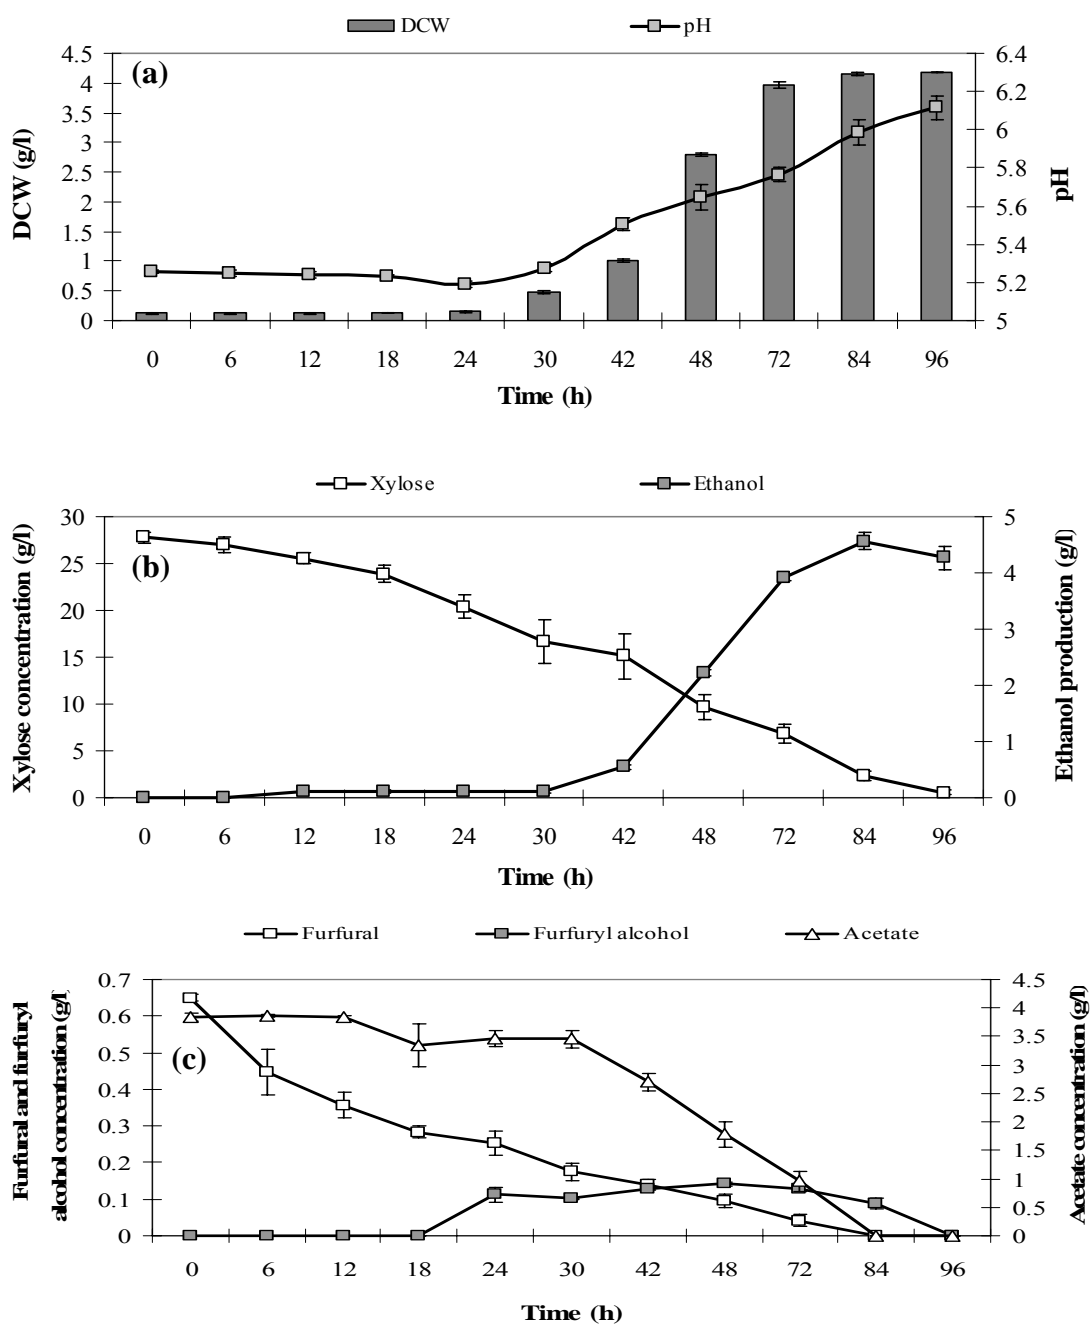 DCW pH
(a)
DCW (g/l)
4.5
4
3.5
3
2.5
2
1.5
1
0.5
0
6.4
6.2
6
5.8
5.6
5.4
5.2
5
pH
0 6 12 18 24 30 42 48 72 84 96
Time (h)
Xylose Ethanol
(b)
Xylose concentration (g/l)
30
25
20
15
10
5
0
5
4
3
2
1
0
Ethanol production (g/l)
0 6 12 18 24 30 42 48 72 84 96
Time (h)
Furfural Furfuryl alcohol Acetate
(c)
Furfural and furfuryl
alcohol concentration (g/l)
0.7
0.6
0.5
0.4
0.3
0.2
0.1
0
4.5
4
3.5
3
2.5
2
1.5
1
0.5
0
Acetate concentration (g/l)
0 6 12 18 24 30 42 48 72 84 96
Time (h)